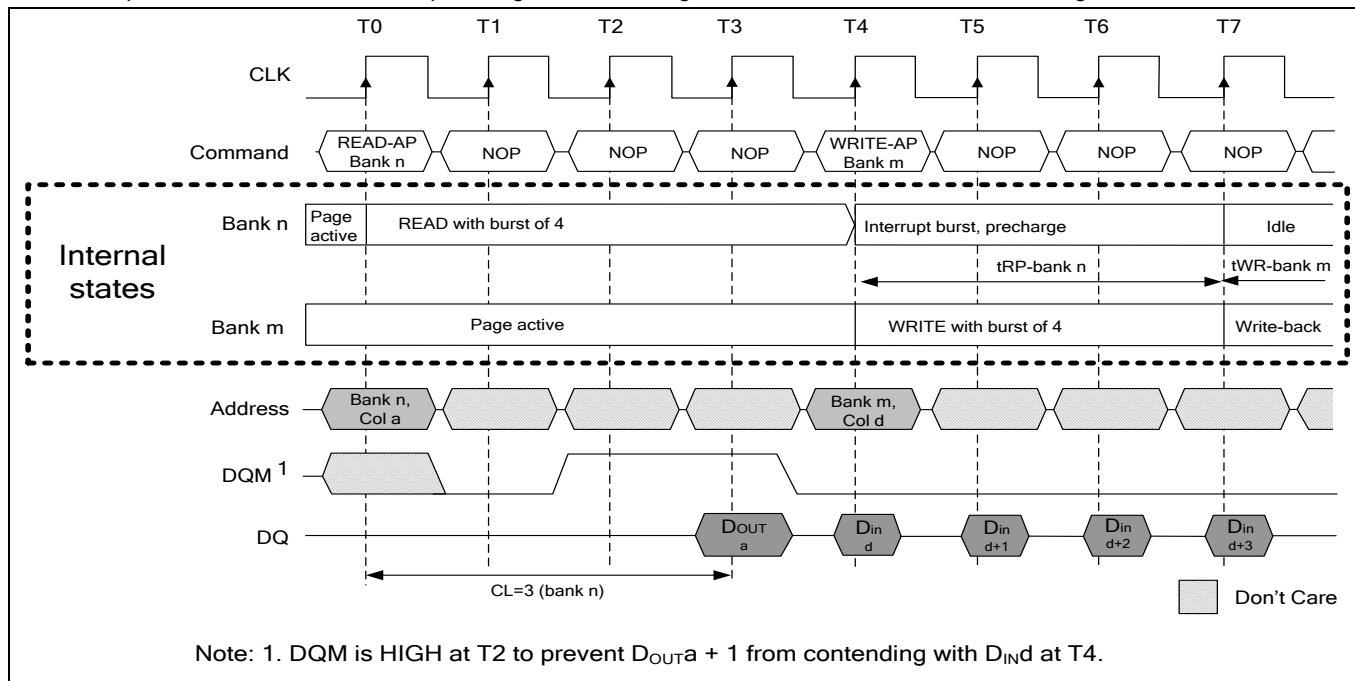 T0 T1 T2 T3 T4 T5 T6 T7
CLK
Command READ-AP Bank n NOP NOP NOP WRITE-AP Bank m NOP NOP NOP
Internal states
Bank n Page active READ with burst of 4 Interrupt burst, precharge Idle
tRP-bank n tWR-bank m
Bank m Page active WRITE with burst of 4 Write-back
Address Bank n, Col a Bank m, Col d
DQM 1
DQ DOUT a Din d Din d+1 Din d+2 Din d+3
CL=3 (bank n)
Don't Care
Note: 1. DQM is HIGH at T2 to prevent DOUTa + 1 from contending with DINd at T4.